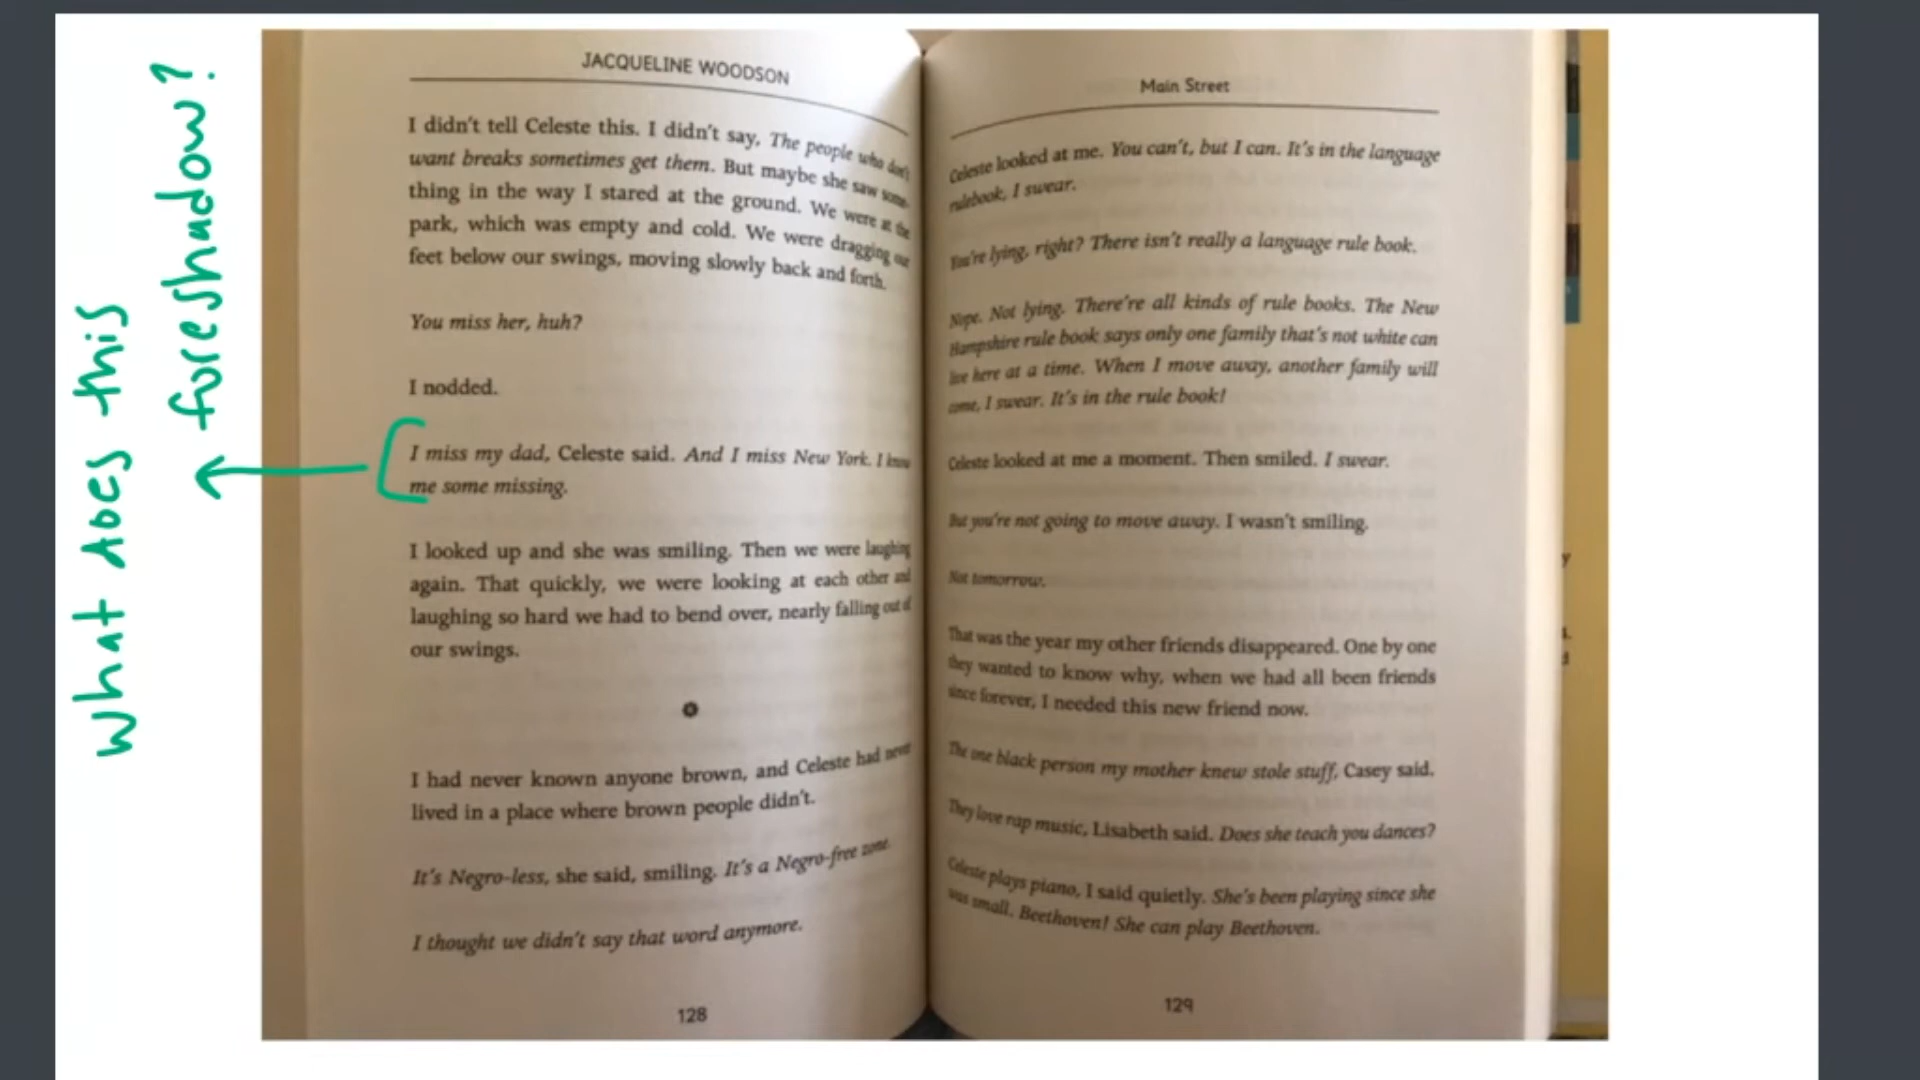 What does this
foreshadow?
JACQUELINE WOODSON
I didn't tell Celeste this. I didn't say, The people who don't
want breaks sometimes get them. But maybe she saw some-
thing in the way I stared at the ground. We were at the
park, which was empty and cold. We were dragging our
feet below our swings, moving slowly back and forth.
You miss her, huh?
I nodded.
I miss my dad, Celeste said. And I miss New York. I know
me some missing.
I looked up and she was smiling. Then we were laughing
again. That quickly, we were looking at each other and
laughing so hard we had to bend over, nearly falling out of
our swings.
I had never known anyone brown, and Celeste had never
lived in a place where brown people didn't.
It's Negro-less, she said, smiling. It's a Negro-free zone.
I thought we didn't say that word anymore.
128
Main Street
Celeste looked at me. You can't, but I can. It's in the language
rulebook, I swear.
You're lying, right? There isn't really a language rule book.
Nope. Not lying. There're all kinds of rule books. The New
Hampshire rule book says only one family that's not white can
live here at a time. When I move away, another family will
come, I swear. It's in the rule book!
Celeste looked at me a moment. Then smiled. I swear.
But you're not going to move away. I wasn't smiling.
Not tomorrow.
That was the year my other friends disappeared. One by one
they wanted to know why, when we had all been friends
since forever, I needed this new friend now.
The one black person my mother knew stole stuff, Casey said.
They love rap music, Lisabeth said. Does she teach you dances?
Celeste plays piano, I said quietly. She's been playing since she
was small. Beethoven! She can play Beethoven.
129